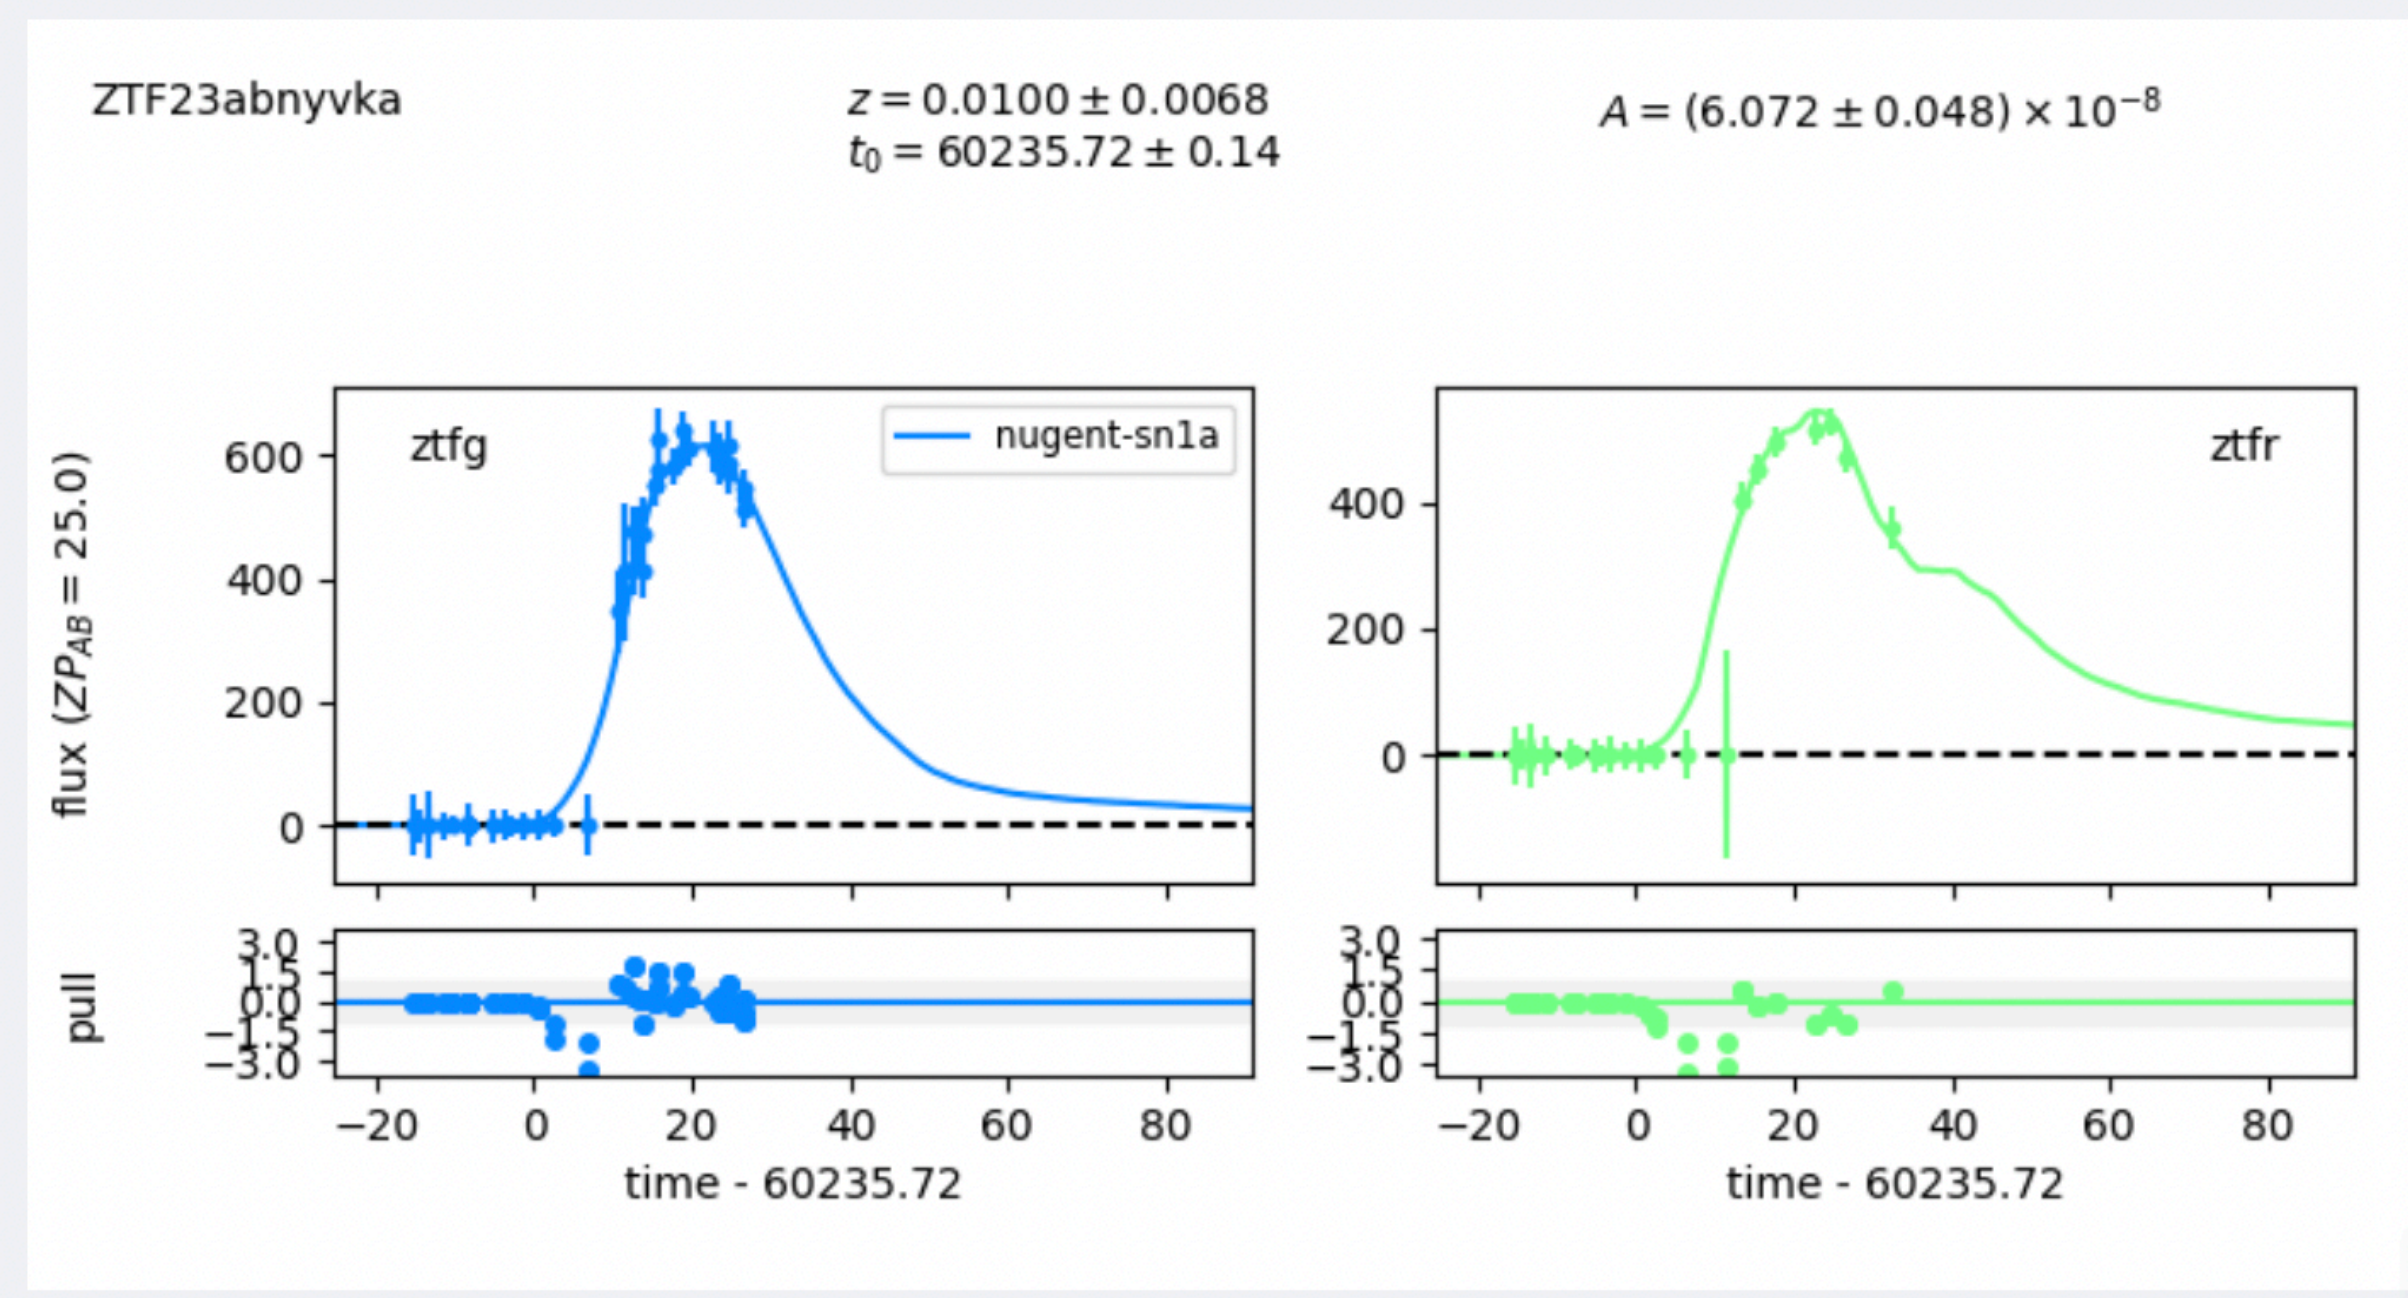 ZTF23abnyvka
z = 0.0100 ± 0.0068
t₀ = 60235.72 ± 0.14
A = (6.072 ± 0.048) × 10⁻⁸
flux (ZP_AB = 25.0)
600
400
200
0
ztfg
nugent-sn1a
400
200
0
ztfr
pull
3.0
1.5
0.0
−1.5
−3.0
3.0
1.5
0.0
−1.5
−3.0
−20 0 20 40 60 80
−20 0 20 40 60 80
time - 60235.72
time - 60235.72